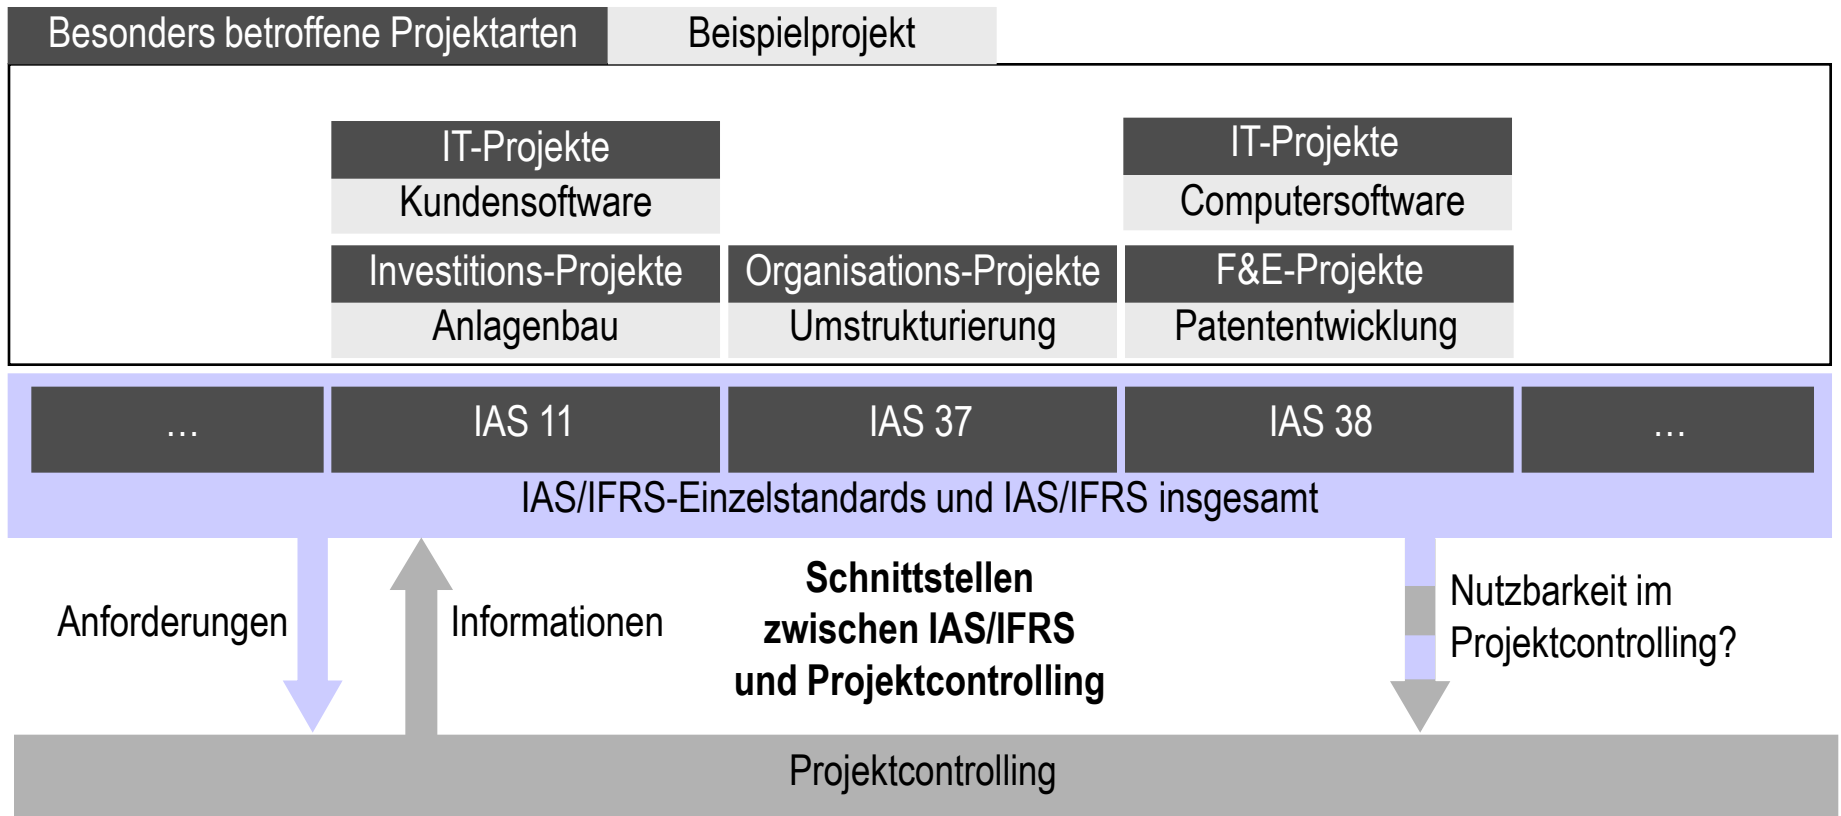 Besonders betroffene Projektarten
Beispielprojekt
IT-Projekte
Kundensoftware
IT-Projekte
Computersoftware
Investitions-Projekte
Anlagenbau
Organisations-Projekte
Umstrukturierung
F&E-Projekte
Patententwicklung
…
IAS 11
IAS 37
IAS 38
…
IAS/IFRS-Einzelstandards und IAS/IFRS insgesamt
Anforderungen
Informationen
Schnittstellen
zwischen IAS/IFRS
und Projektcontrolling
Nutzbarkeit im
Projektcontrolling?
Projektcontrolling